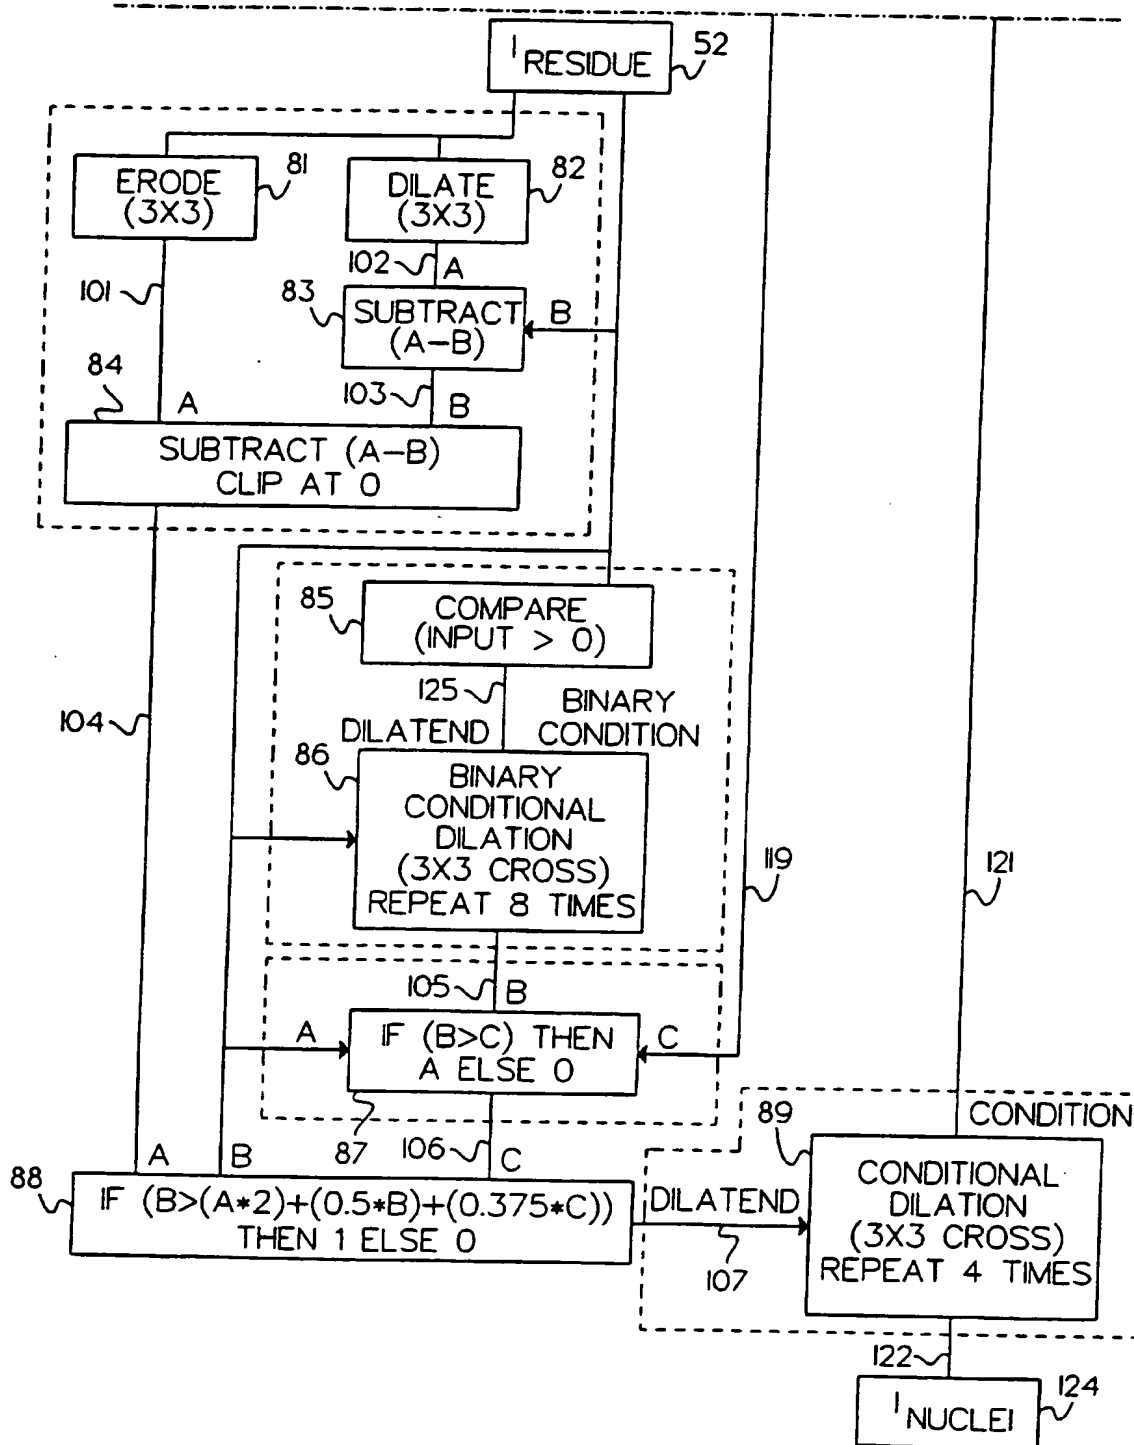 I RESIDUE
52
ERODE
(3X3)
81
DILATE
(3X3)
82
102
A
101
83
SUBTRACT
(A-B)
B
84
A
103
B
SUBTRACT (A-B)
CLIP AT 0
85
COMPARE
(INPUT > 0)
125
BINARY
CONDITION
DILATEND
104
86
BINARY
CONDITIONAL
DILATION
(3X3 CROSS)
REPEAT 8 TIMES
119
121
105
B
A
IF (B>C) THEN
A ELSE 0
C
87
106
C
A
B
88
IF (B>(A*2)+(0.5*B)+(0.375*C))
THEN 1 ELSE 0
DILATEND
107
89
CONDITION
CONDITIONAL
DILATION
(3X3 CROSS)
REPEAT 4 TIMES
122
I NUCLEI
124